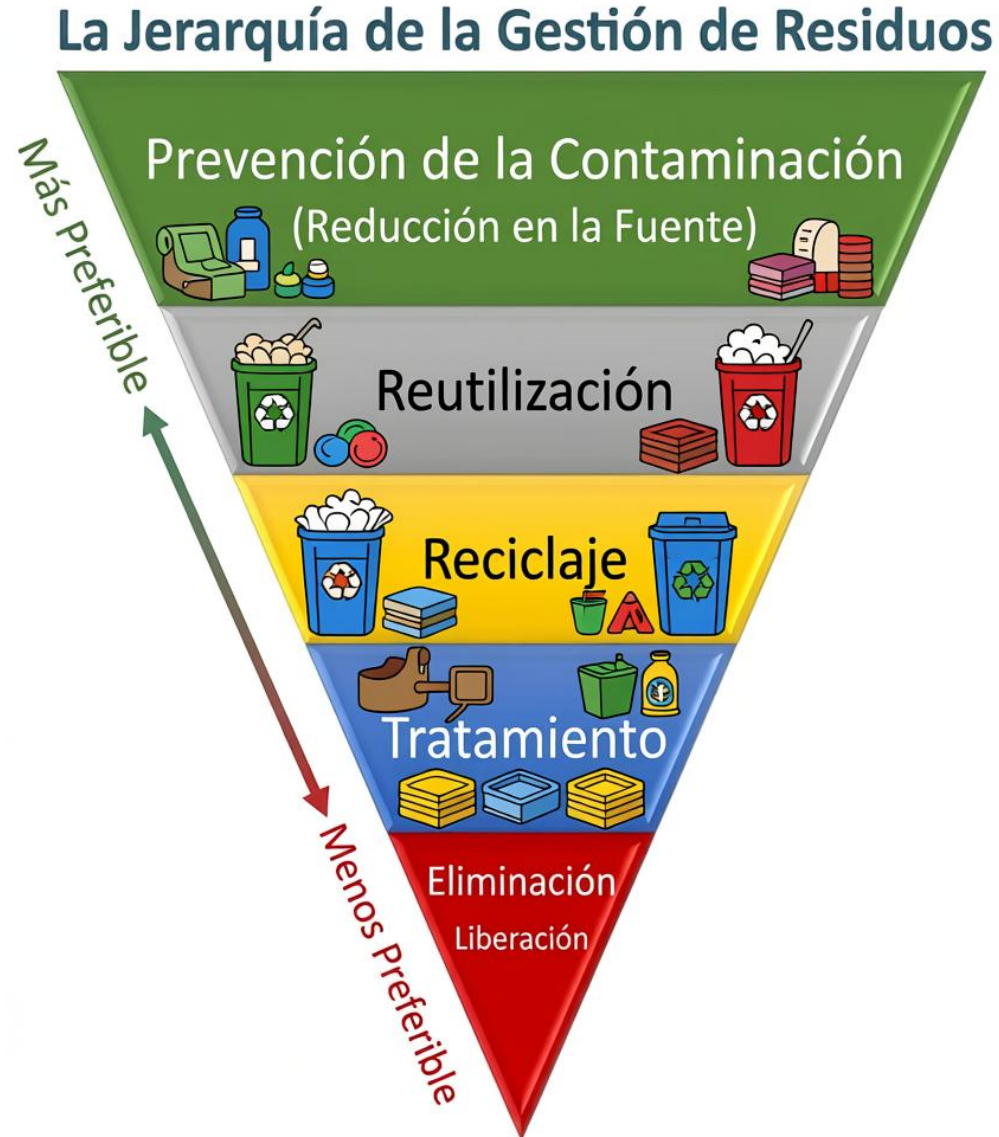 La Jerarquía de la Gestión de Residuos
Más Preferible
Prevención de la Contaminación
(Reducción en la Fuente)
Reutilización
Reciclaje
Tratamiento
Eliminación
Liberación
Menos Preferible